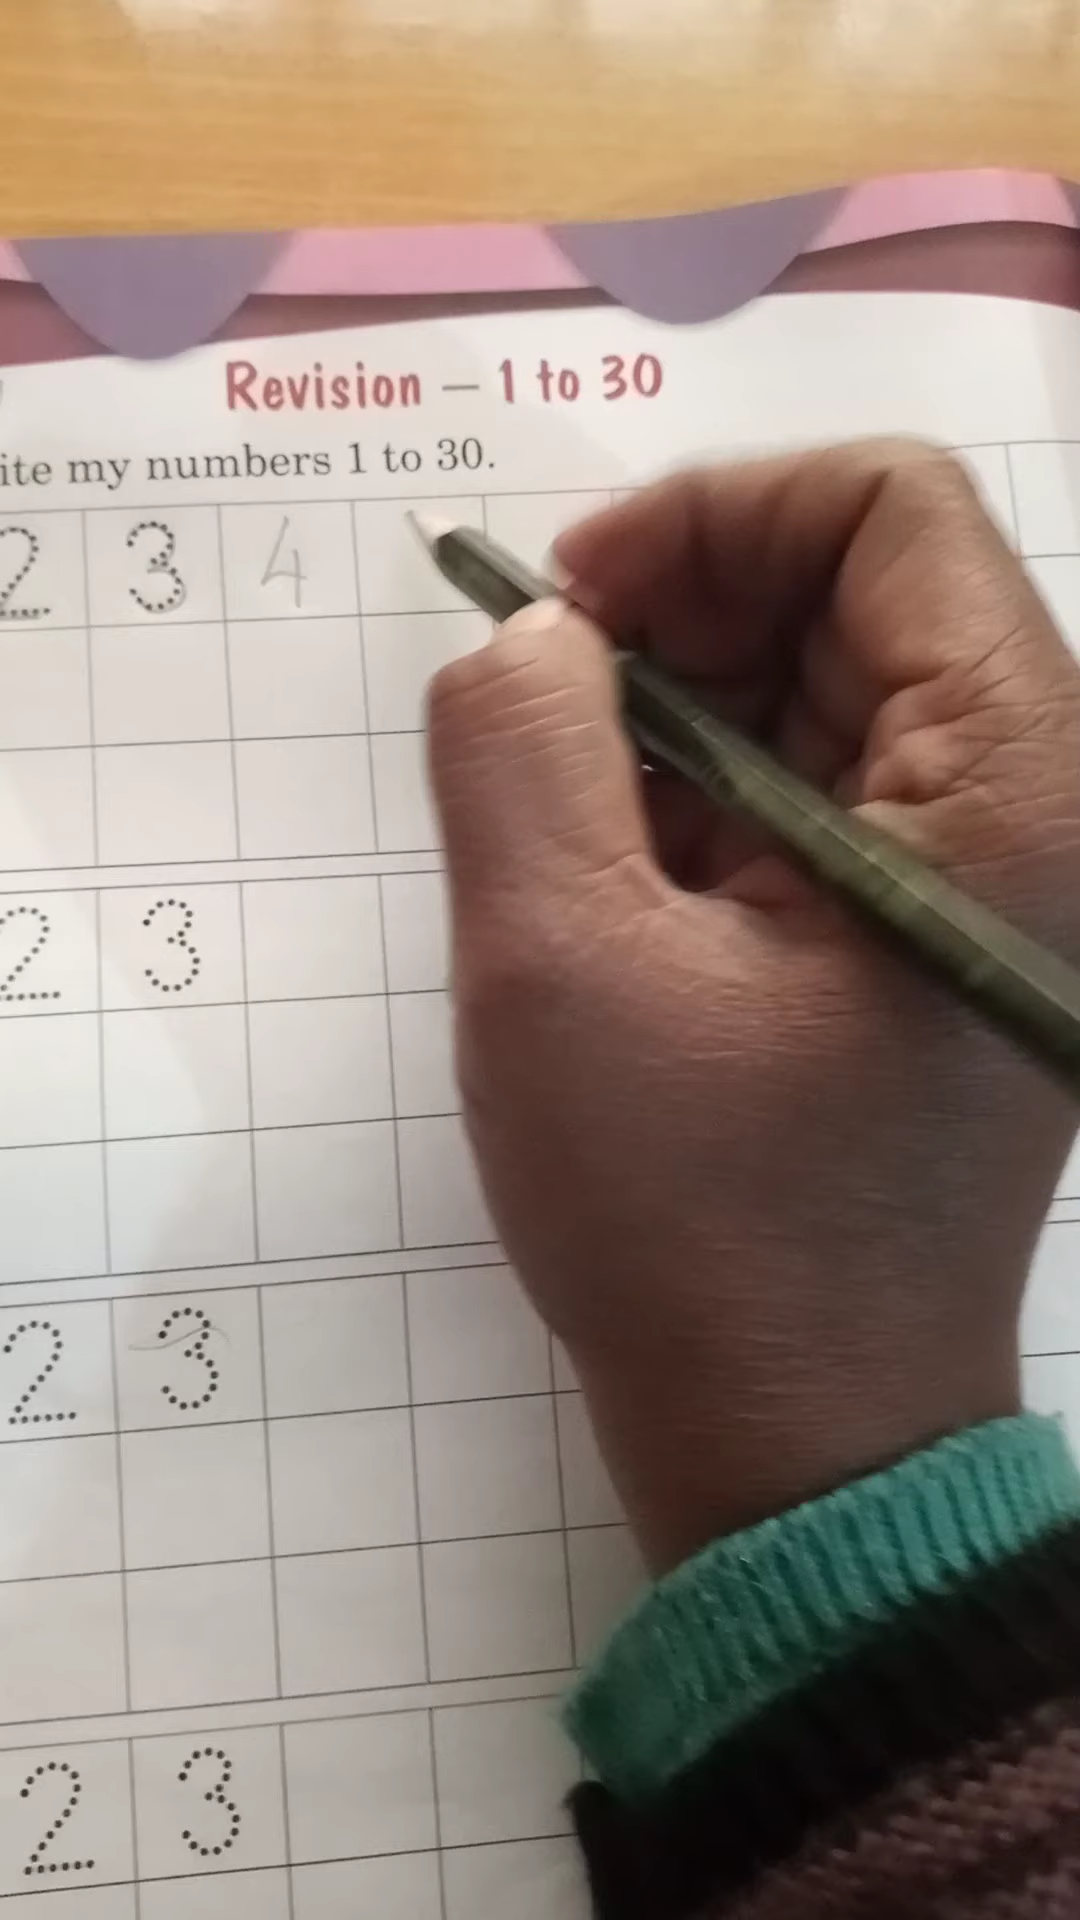 Revision – 1 to 30
ite my numbers 1 to 30.
2 3 4
2 3
2 3
2 3